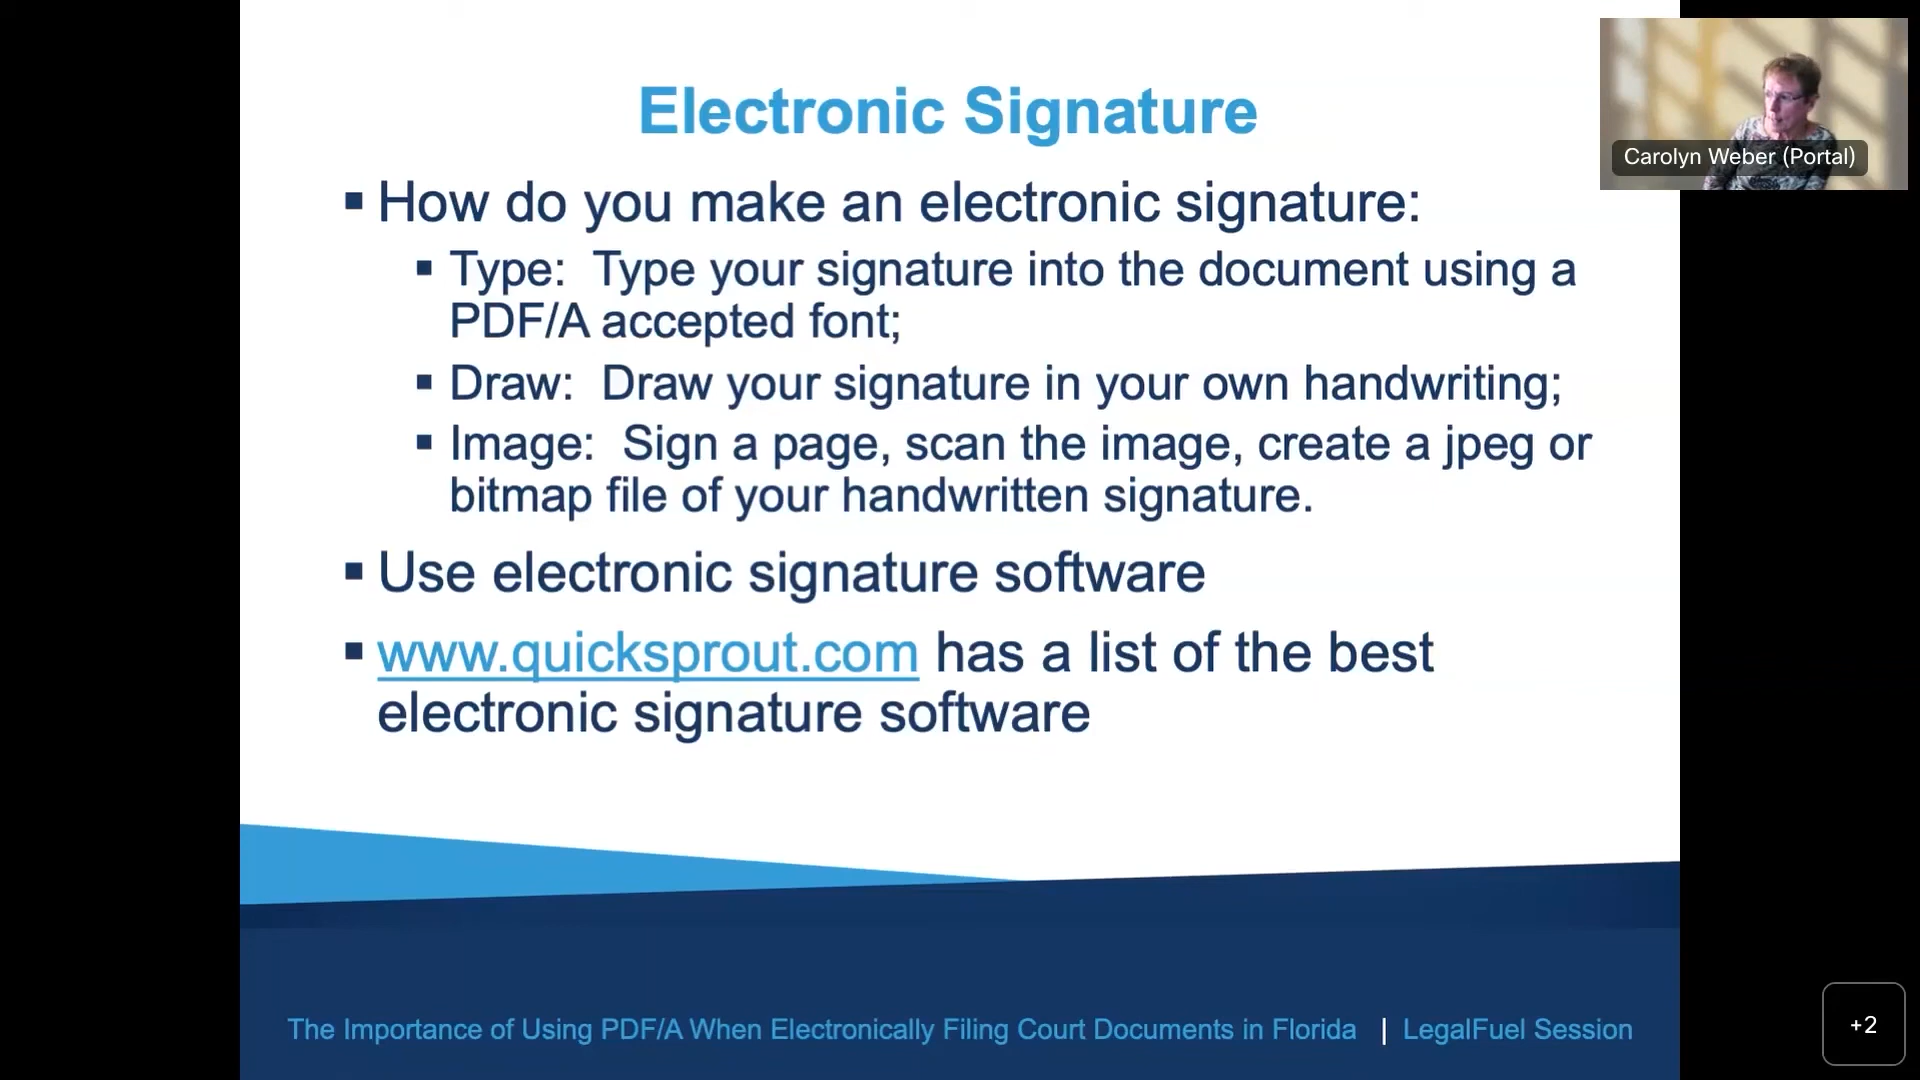 Electronic Signature
▪ How do you make an electronic signature:
▪ Type:  Type your signature into the document using a
PDF/A accepted font;
▪ Draw:  Draw your signature in your own handwriting;
▪ Image:  Sign a page, scan the image, create a jpeg or
bitmap file of your handwritten signature.
▪ Use electronic signature software
▪ www.quicksprout.com has a list of the best
electronic signature software
The Importance of Using PDF/A When Electronically Filing Court Documents in Florida | LegalFuel Session
Carolyn Weber (Portal)
+2